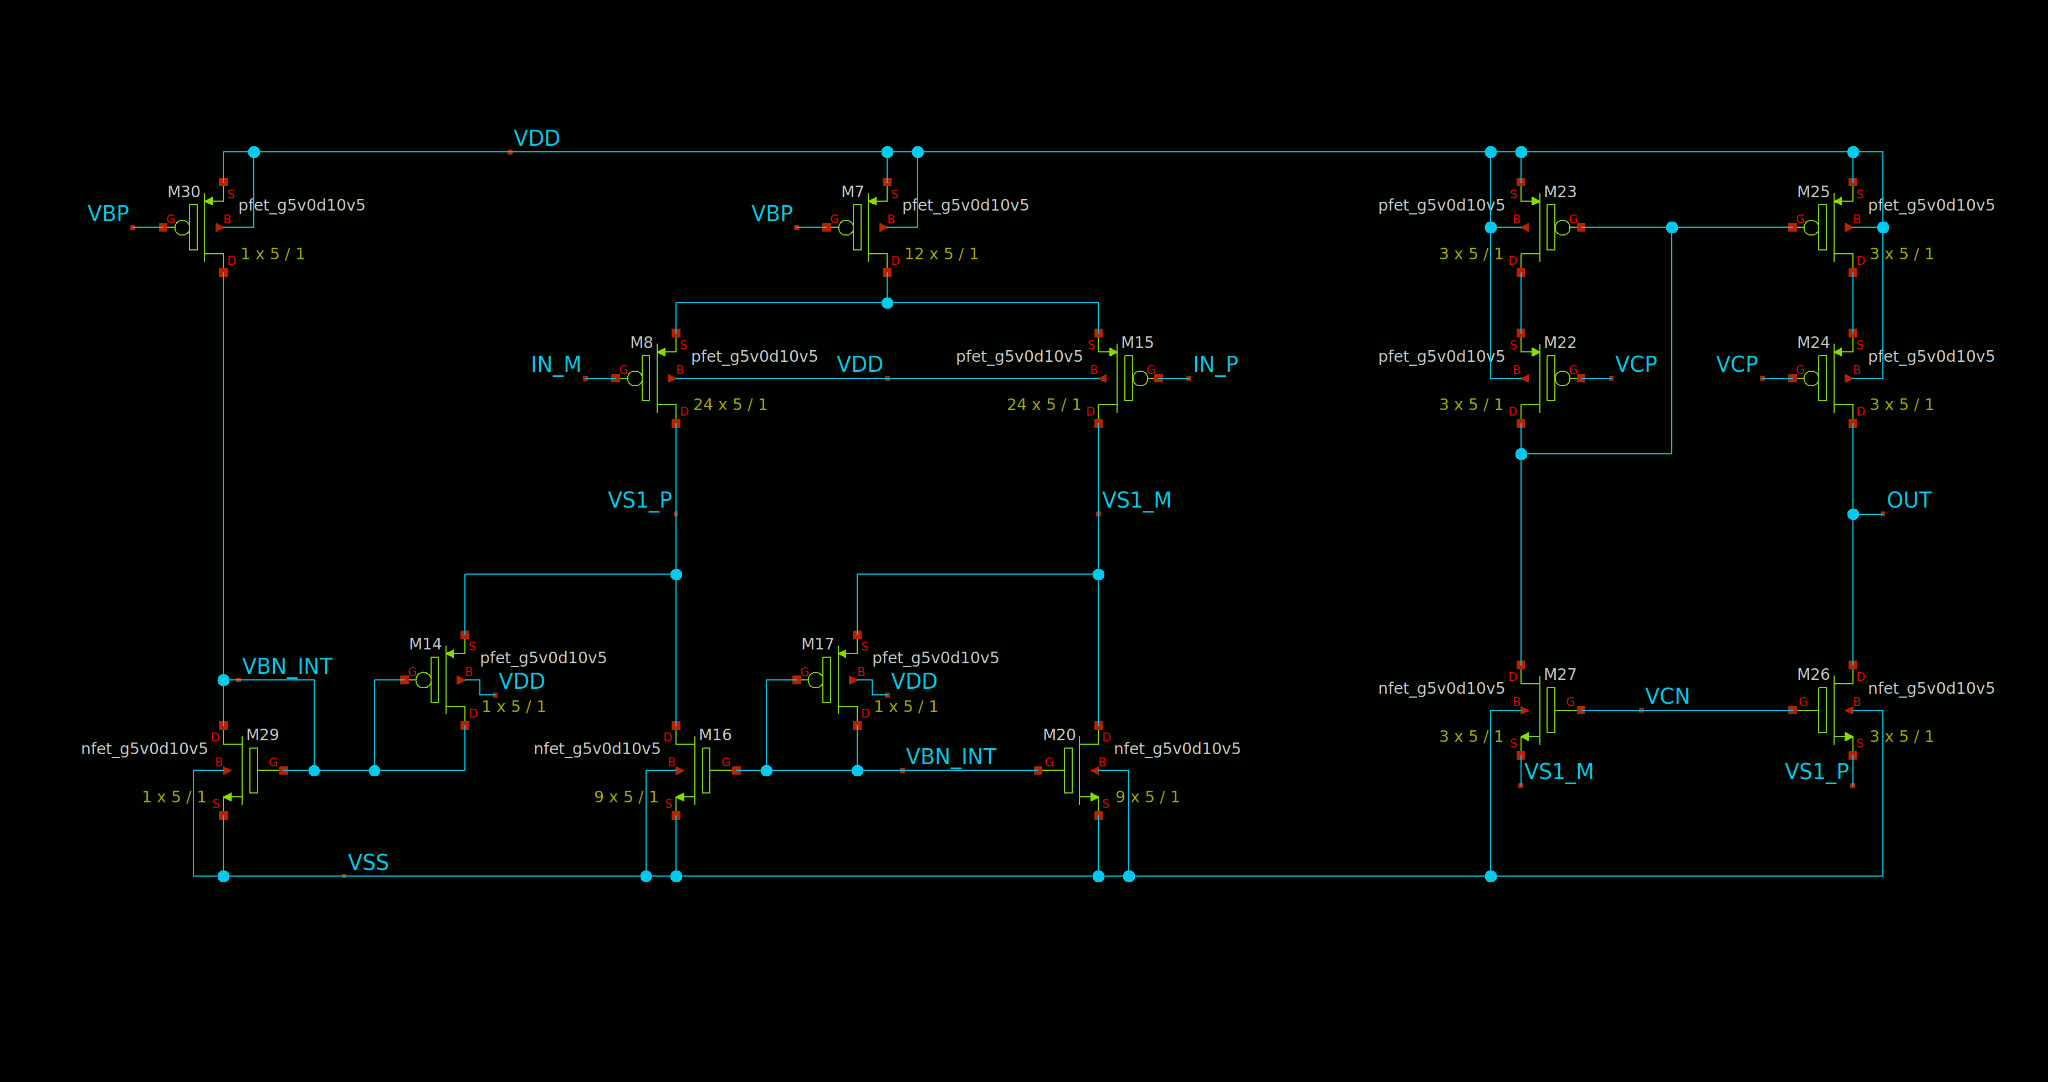 VDD
M30
S
pfet_g5v0d10v5
VBP
G
B
D
1 x 5 / 1
M7
S
pfet_g5v0d10v5
VBP
G
B
D
12 x 5 / 1
M23
S
pfet_g5v0d10v5
B
G
3 x 5 / 1
D
M25
S
pfet_g5v0d10v5
G
B
D
3 x 5 / 1
M8
S
pfet_g5v0d10v5
IN_M
G
B
D
24 x 5 / 1
VDD
M15
S
pfet_g5v0d10v5
B
G
IN_P
24 x 5 / 1
D
M22
S
pfet_g5v0d10v5
B
G
VCP
3 x 5 / 1
D
M24
S
pfet_g5v0d10v5
VCP
G
B
D
3 x 5 / 1
VS1_P
VS1_M
OUT
VBN_INT
M14
S
pfet_g5v0d10v5
G
B
VDD
D
1 x 5 / 1
M17
S
pfet_g5v0d10v5
G
B
VDD
D
1 x 5 / 1
M27
D
nfet_g5v0d10v5
B
G
3 x 5 / 1
S
VS1_M
VCN
M26
D
nfet_g5v0d10v5
G
B
S
3 x 5 / 1
VS1_P
M29
D
nfet_g5v0d10v5
B
G
1 x 5 / 1
S
M16
D
nfet_g5v0d10v5
B
G
9 x 5 / 1
S
VBN_INT
M20
D
nfet_g5v0d10v5
G
B
S
9 x 5 / 1
VSS